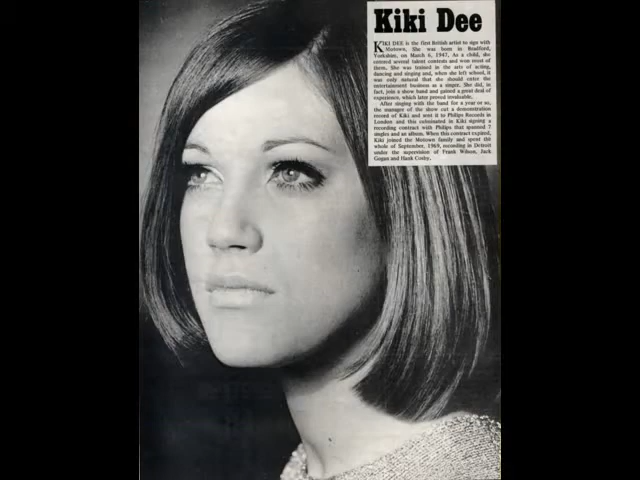 Kiki Dee
KIKI DEE is the first British artist to sign with
Motown. She was born in Bradford,
Yorkshire, on March 6, 1947. As a child, she
entered several talent contests and won most of
them. She was trained in the arts of acting,
dancing and singing and, when she left school, it
was only natural that she should enter the
entertainment business as a singer. She did, in
fact, join a show band and gained a great deal of
experience, which later proved invaluable.
After singing with the band for a year or so,
the manager of the show cut a demonstration
record of Kiki and sent it to Philips Records in
London and this culminated in Kiki signing a
recording contract with Philips that spanned 7
singles and an album. When this contract expired,
Kiki joined the Motown family and spent the
whole of September, 1969, recording in Detroit
under the supervision of Frank Wilson, Jack
Gogan and Hank Cosby.